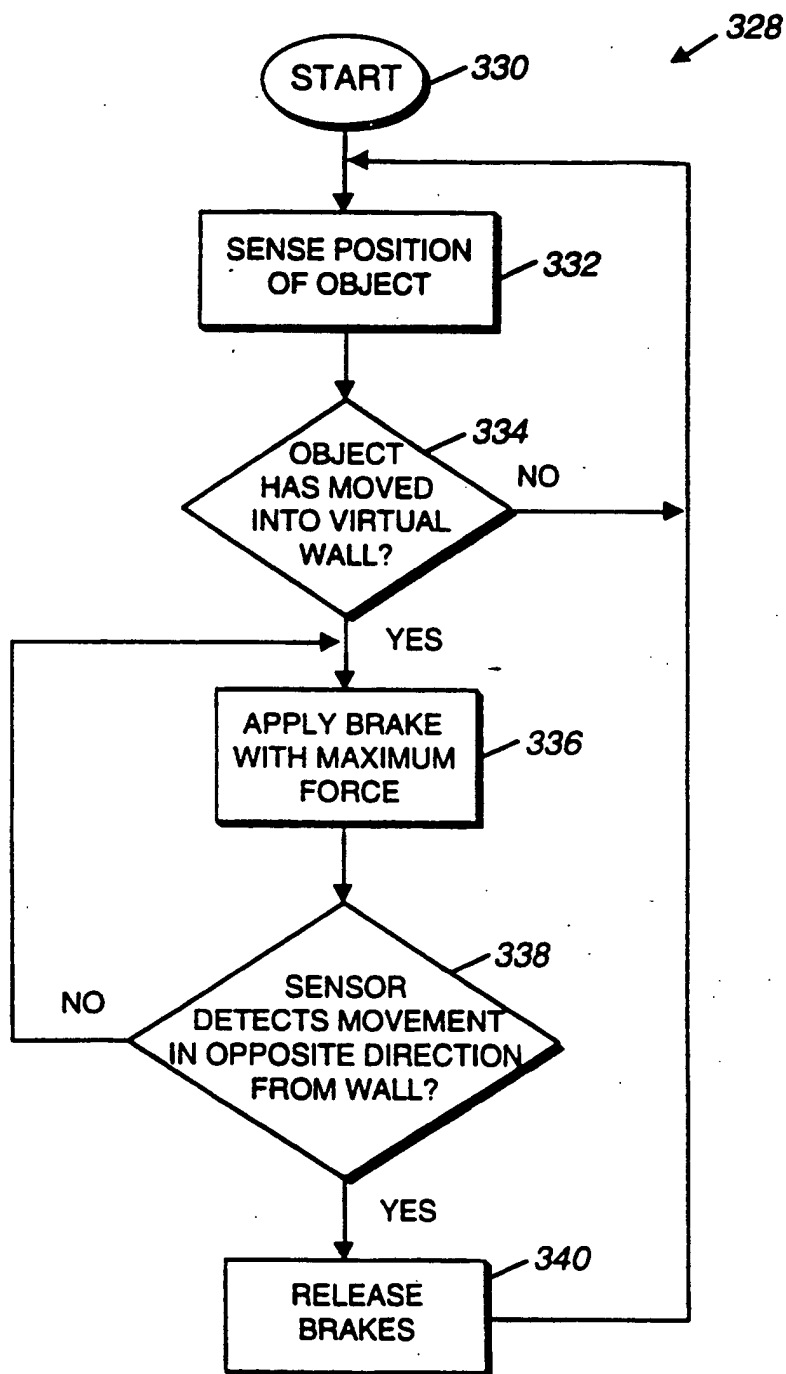 328
START
330
SENSE POSITION
OF OBJECT
332
334
OBJECT
HAS MOVED
INTO VIRTUAL
WALL?
NO
YES
APPLY BRAKE
WITH MAXIMUM
FORCE
336
338
SENSOR
DETECTS MOVEMENT
IN OPPOSITE DIRECTION
FROM WALL?
NO
YES
340
RELEASE
BRAKES